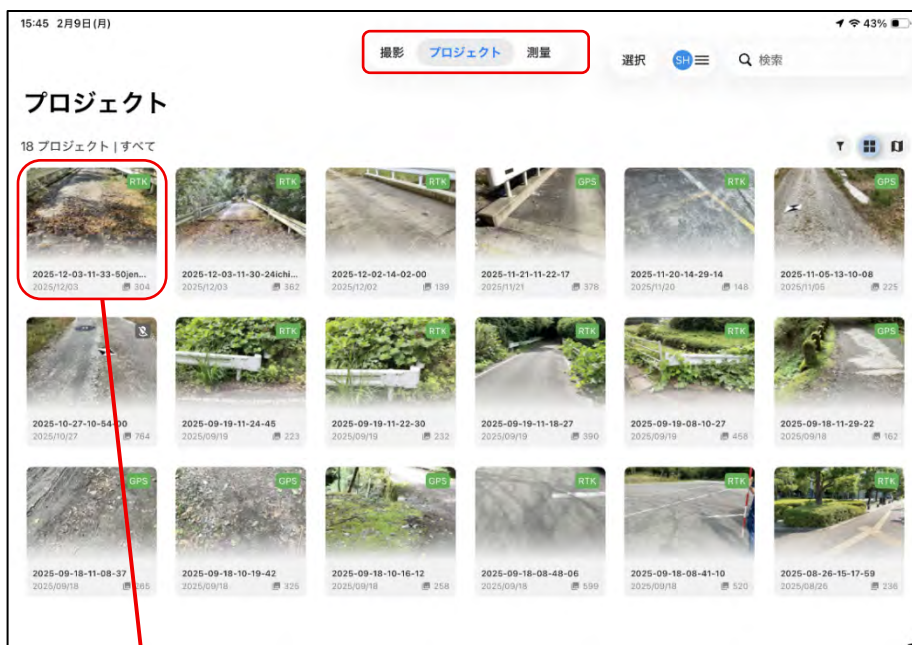 15:45 2月9日(月)
43%
撮影 プロジェクト 測量
選択 SH 検索
プロジェクト
18 プロジェクト | すべて
RTK RTK RTK GPS RTK GPS
2025-12-03-11-33-50jen... 2025-12-03-11-30-24ichi... 2025-12-02-14-02-00 2025-11-21-11-22-17 2025-11-20-14-29-14 2025-11-05-13-10-08
2025/12/03 304 2025/12/03 362 2025/12/02 139 2025/11/21 378 2025/11/20 148 2025/11/05 225
RTK RTK RTK RTK GPS
2025-10-27-10-54-00 2025-09-19-11-24-45 2025-09-19-11-22-30 2025-09-19-11-18-27 2025-09-19-08-10-27 2025-09-18-11-29-22
2025/10/27 764 2025/09/19 223 2025/09/19 232 2025/09/19 390 2025/09/19 458 2025/09/18 162
GPS GPS GPS RTK RTK RTK
2025-09-18-11-08-37 2025-09-18-10-19-42 2025-09-18-10-16-12 2025-09-18-08-48-06 2025-09-18-08-41-10 2025-08-26-15-17-59
2025/09/18 265 2025/09/18 325 2025/09/18 258 2025/09/18 599 2025/09/18 520 2025/08/26 236